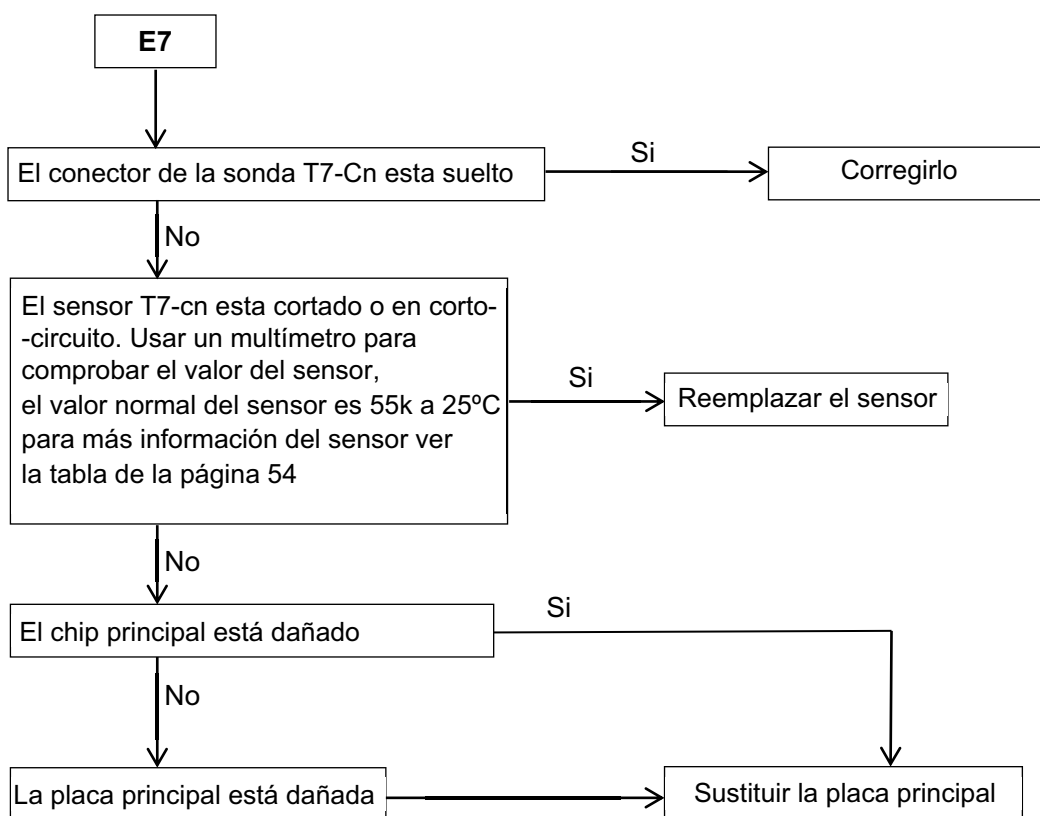 E7
El conector de la sonda T7-Cn esta suelto
Si
Corregirlo
No
El sensor T7-cn esta cortado o en corto-
-circuito. Usar un multímetro para
comprobar el valor del sensor,
el valor normal del sensor es 55k a 25ºC
para más información del sensor ver
la tabla de la página 54
Si
Reemplazar el sensor
No
El chip principal está dañado
Si
No
La placa principal está dañada
Sustituir la placa principal